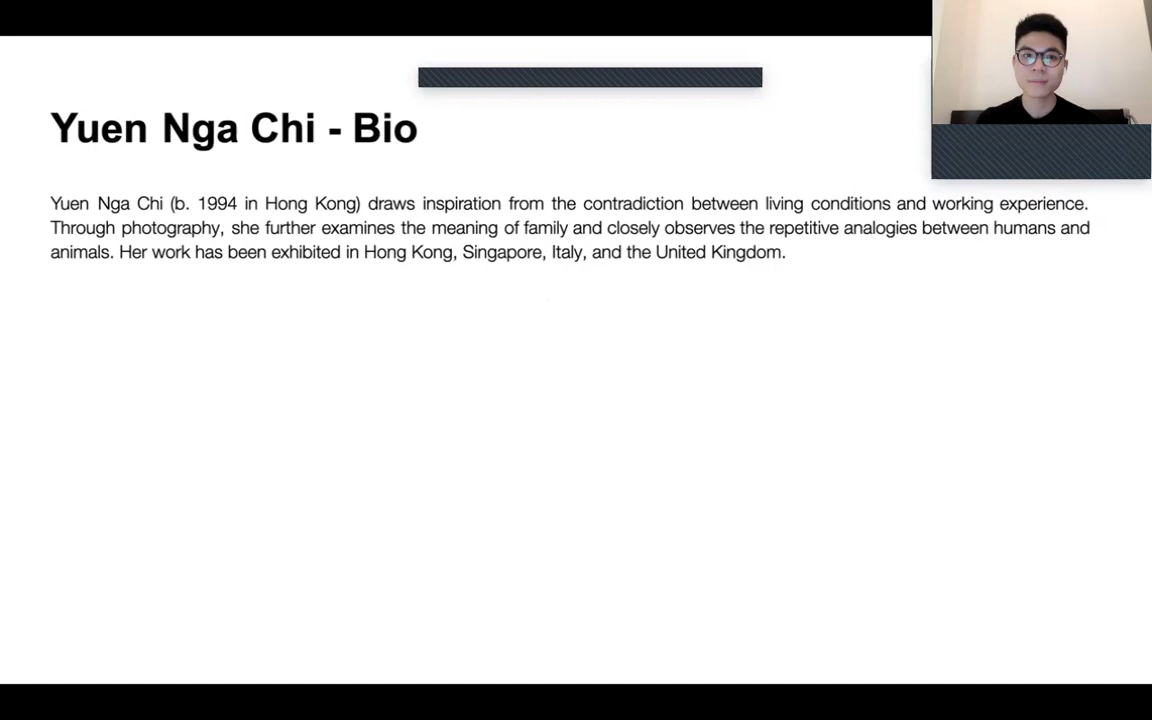 Yuen Nga Chi - Bio
Yuen Nga Chi (b. 1994 in Hong Kong) draws inspiration from the contradiction between living conditions and working experience.
Through photography, she further examines the meaning of family and closely observes the repetitive analogies between humans and
animals. Her work has been exhibited in Hong Kong, Singapore, Italy, and the United Kingdom.